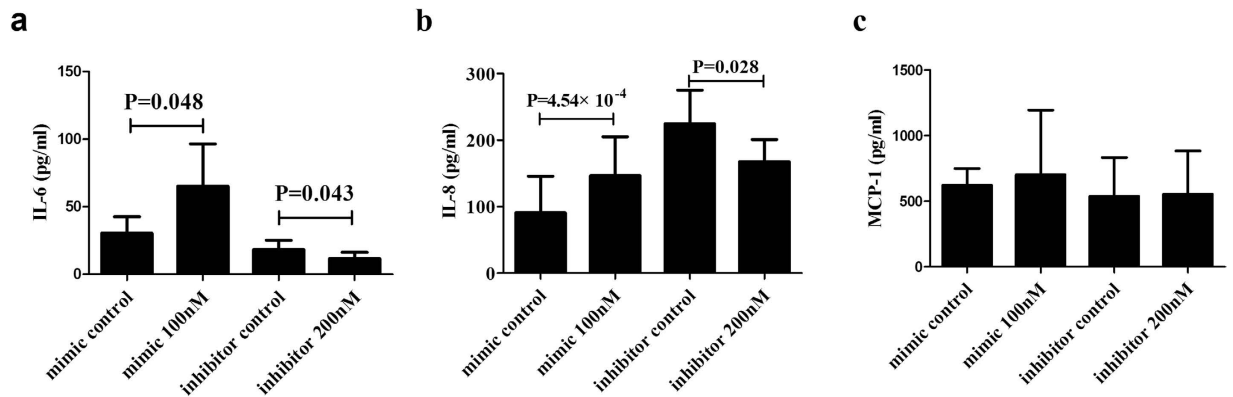 a
IL-6 (pg/ml)
150
100
50
0
P=0.048
P=0.043
mimic control
mimic 100nM
inhibitor control
inhibitor 200nM
b
IL-8 (pg/ml)
300
200
100
0
P=4.54× 10⁻⁴
P=0.028
mimic control
mimic 100nM
inhibitor control
inhibitor 200nM
c
MCP-1 (pg/ml)
1500
1000
500
0
mimic control
mimic 100nM
inhibitor control
inhibitor 200nM